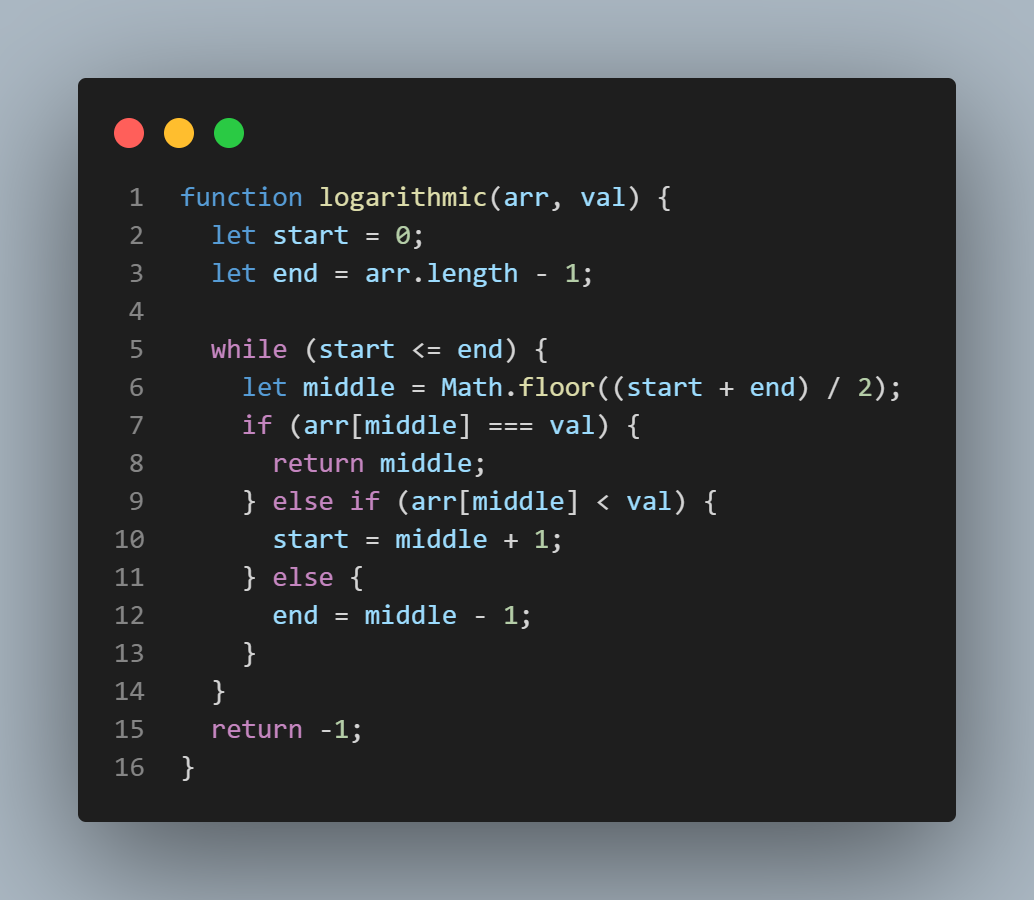 1 function logarithmic(arr, val) {
2   let start = 0;
3   let end = arr.length - 1;
4
5   while (start <= end) {
6     let middle = Math.floor((start + end) / 2);
7     if (arr[middle] === val) {
8       return middle;
9     } else if (arr[middle] < val) {
10       start = middle + 1;
11     } else {
12       end = middle - 1;
13     }
14   }
15   return -1;
16 }